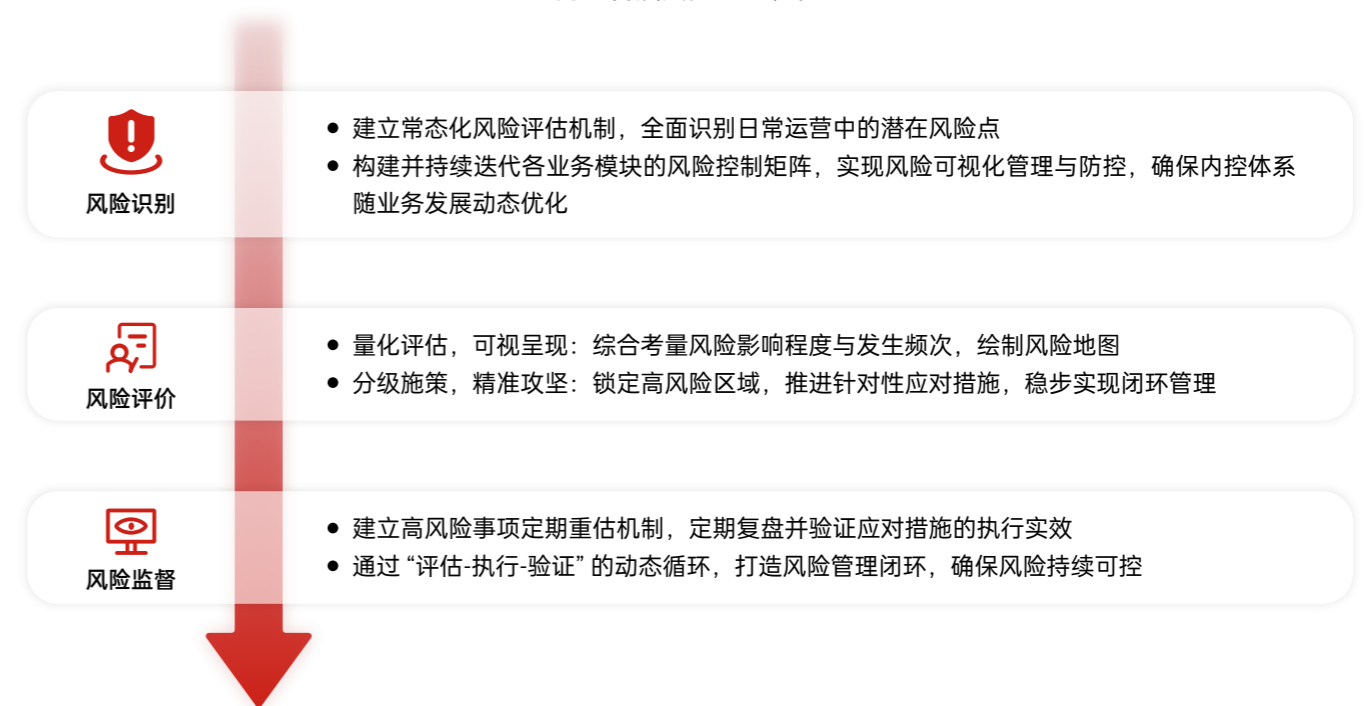 风险识别
● 建立常态化风险评估机制，全面识别日常运营中的潜在风险点
● 构建并持续迭代各业务模块的风险控制矩阵，实现风险可视化管理与防控，确保内控体系
随业务发展动态优化
风险评价
● 量化评估，可视呈现：综合考量风险影响程度与发生频次，绘制风险地图
● 分级施策，精准攻坚：锁定高风险区域，推进针对性应对措施，稳步实现闭环管理
风险监督
● 建立高风险事项定期重估机制，定期复盘并验证应对措施的执行实效
● 通过 “评估-执行-验证” 的动态循环，打造风险管理闭环，确保风险持续可控